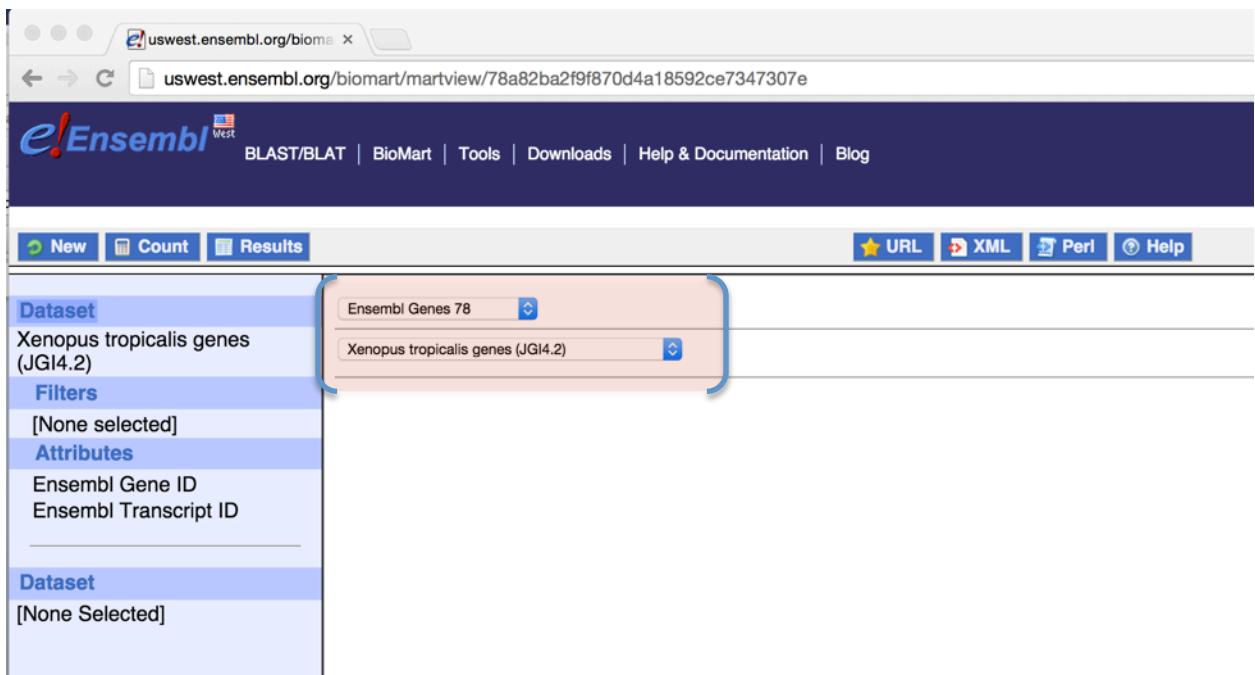 uswest.ensembl.org/bioma
uswest.ensembl.org/biomart/martview/78a82ba2f9f870d4a18592ce7347307e
e!Ensembl West
BLAST/BLAT | BioMart | Tools | Downloads | Help & Documentation | Blog
New Count Results URL XML Perl Help
Dataset
Xenopus tropicalis genes
(JGI4.2)
Filters
[None selected]
Attributes
Ensembl Gene ID
Ensembl Transcript ID
Dataset
[None Selected]
Ensembl Genes 78
Xenopus tropicalis genes (JGI4.2)